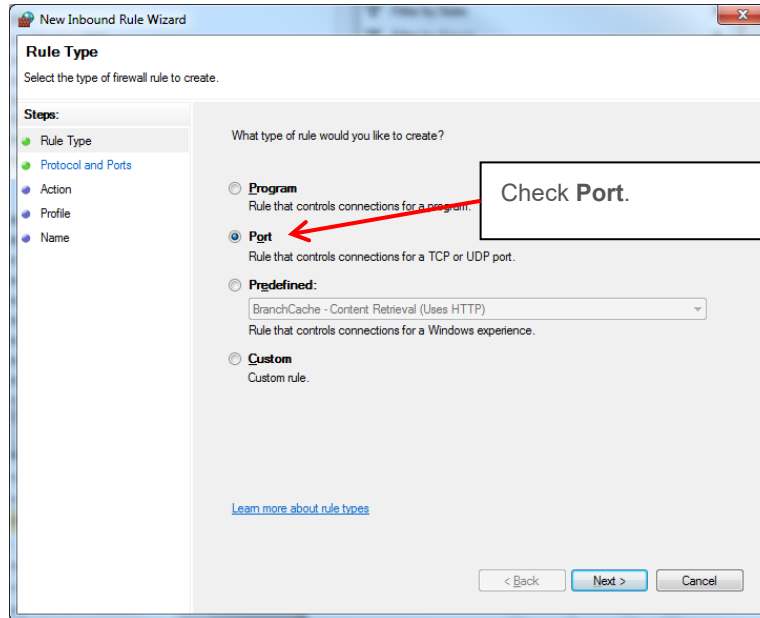 New Inbound Rule Wizard
Rule Type
Select the type of firewall rule to create.
Steps:
Rule Type
Protocol and Ports
Action
Profile
Name
What type of rule would you like to create?
Program
Rule that controls connections for a program.
Port
Rule that controls connections for a TCP or UDP port.
Predefined:
BranchCache - Content Retrieval (Uses HTTP)
Rule that controls connections for a Windows experience.
Custom
Custom rule.
Check Port.
Learn more about rule types
< Back Next > Cancel